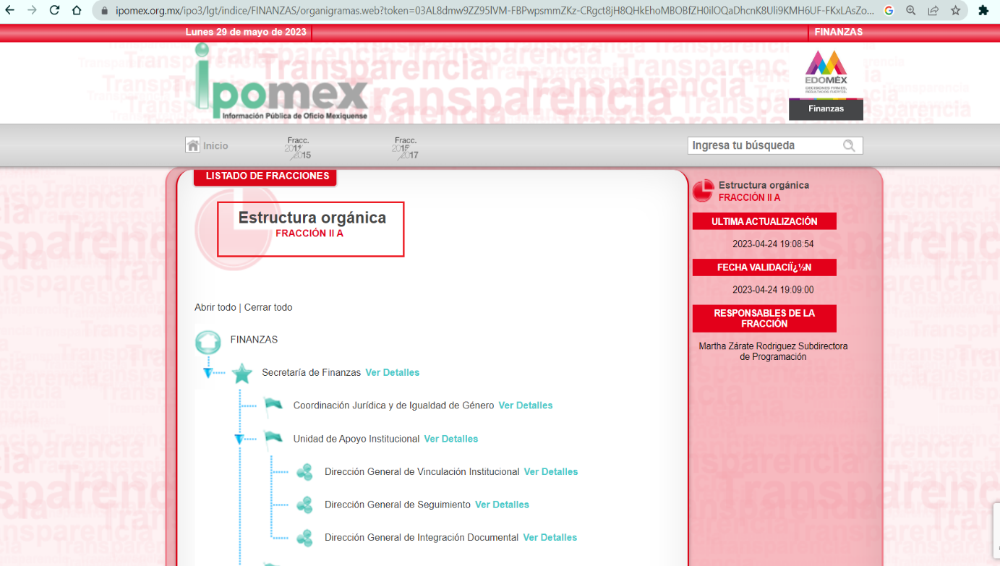 ipomex.org.mx/ipo3/lgt/indice/FINANZAS/organigramas.web?token=03AL8dmw9ZZ95lVM-FBPwpsmmZKz-CRgct8jH8QHkEhoMBOBfZH0ilOQaDhcnK8Uli9KMH6UF-FKxLAsZo...
Lunes 29 de mayo de 2023
FINANZAS
Transparencia
ipomex
Información Pública de Oficio Mexiquense
EDOMÉX
DECISIONES FIRMES, RESULTADOS FUERTES.
Finanzas
Inicio
Fracc.
2011
2015
Fracc.
2015
2017
Ingresa tu búsqueda
LISTADO DE FRACCIONES
Estructura orgánica
FRACCIÓN II A
Abrir todo | Cerrar todo
FINANZAS
Secretaría de Finanzas Ver Detalles
Coordinación Jurídica y de Igualdad de Género Ver Detalles
Unidad de Apoyo Institucional Ver Detalles
Dirección General de Vinculación Institucional Ver Detalles
Dirección General de Seguimiento Ver Detalles
Dirección General de Integración Documental Ver Detalles
Estructura orgánica
FRACCIÓN II A
ULTIMA ACTUALIZACIÓN
2023-04-24 19:08:54
FECHA VALIDACIÏ¿½N
2023-04-24 19:09:00
RESPONSABLES DE LA
FRACCIÓN
Martha Zárate Rodriguez Subdirectora
de Programación